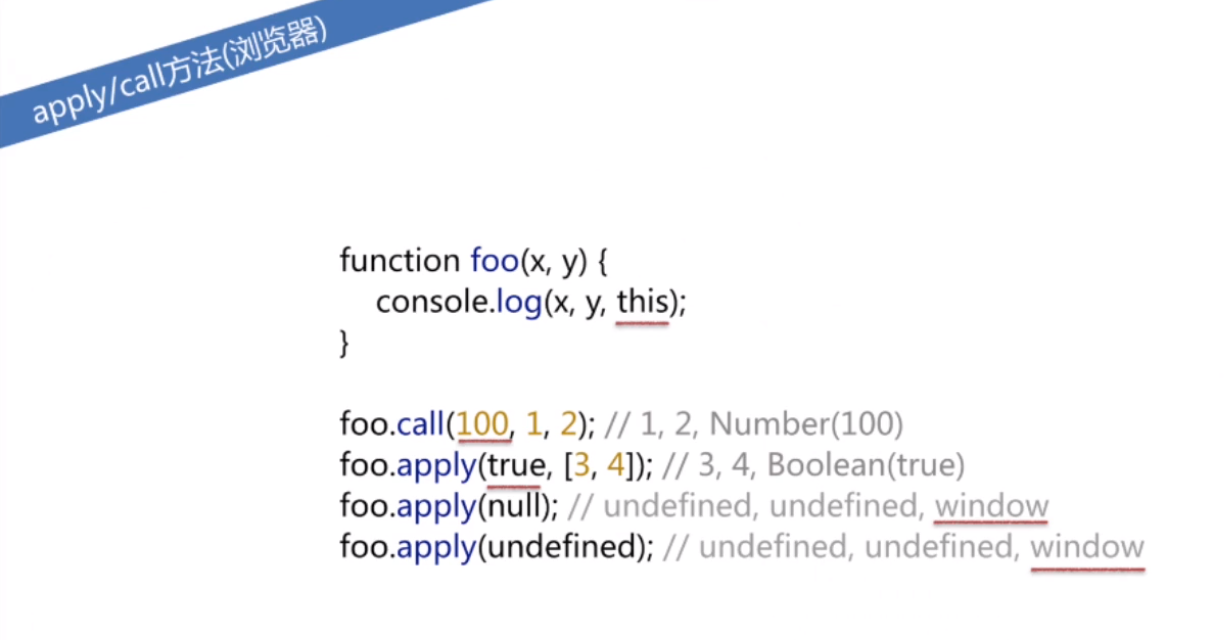 apply/call方法(浏览器)
function foo(x, y) {
console.log(x, y, this);
}
foo.call(100, 1, 2); // 1, 2, Number(100)
foo.apply(true, [3, 4]); // 3, 4, Boolean(true)
foo.apply(null); // undefined, undefined, window
foo.apply(undefined); // undefined, undefined, window